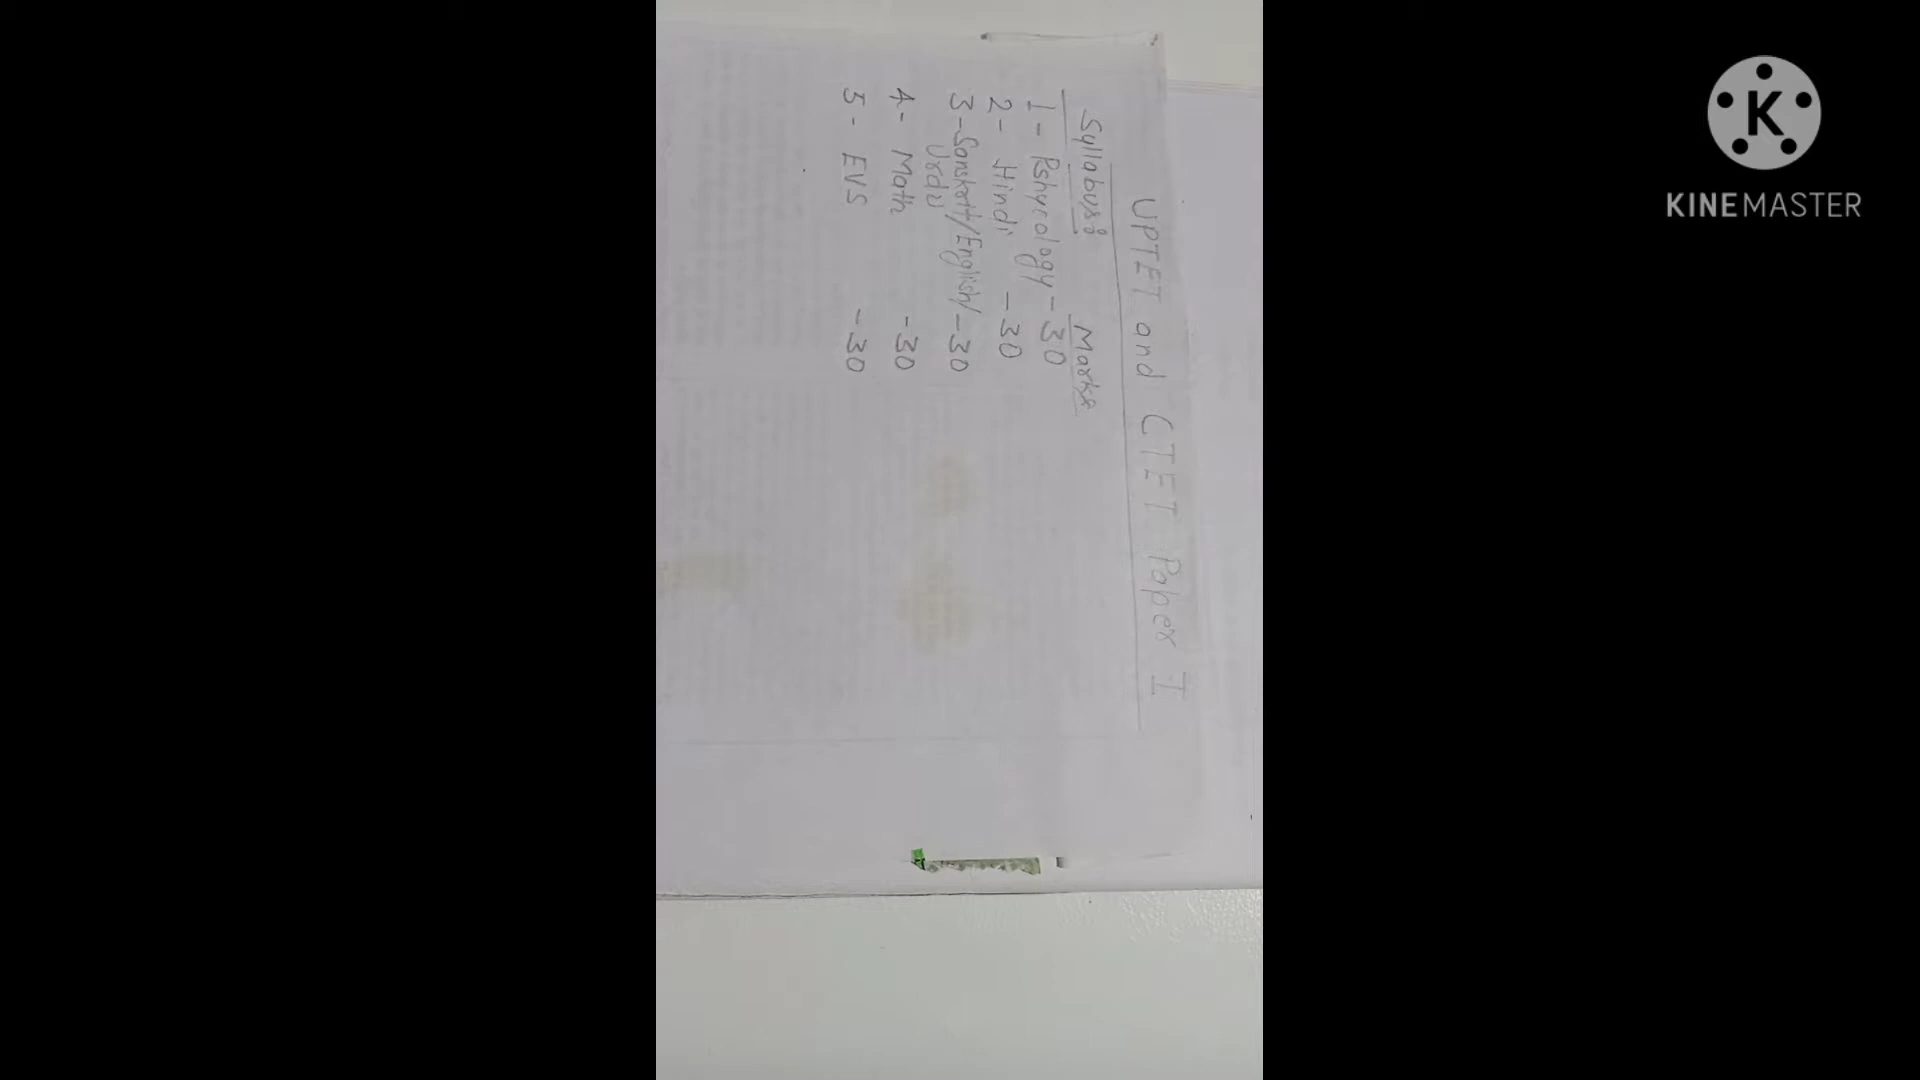 UPTET and CTET Paper I
Syllabus: Marks
1- Pshycology - 30
2- Hindi - 30
3- Sanskrit/English/ - 30
Urdu
4- Math - 30
5- EVS - 30
KINEMASTER